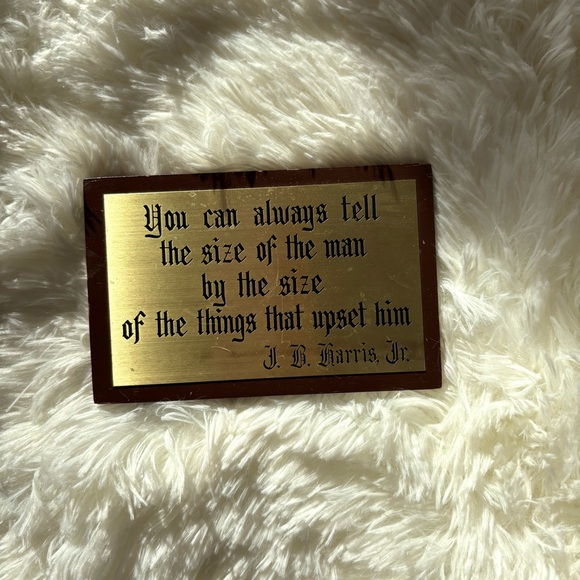 You can always tell
the size of the man
by the size
of the things that upset him
J. B. Harris, Jr.